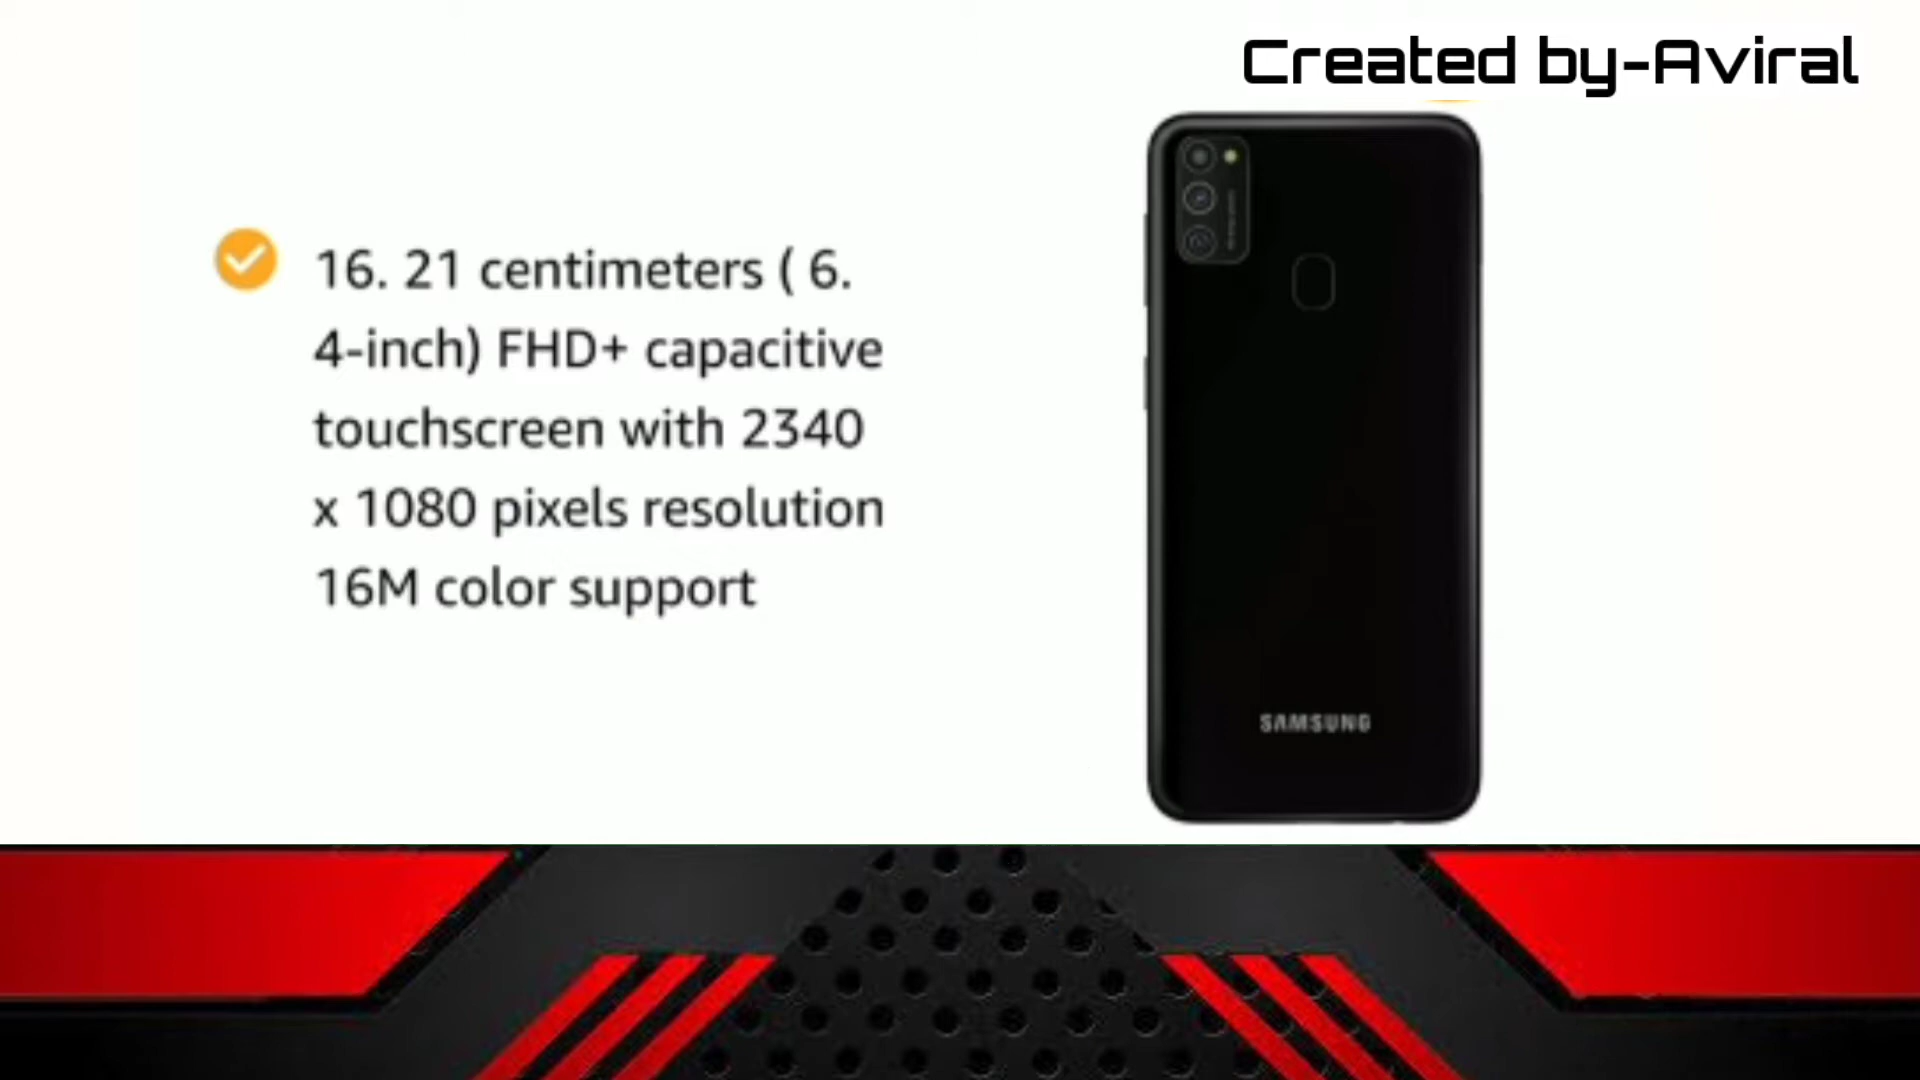 Created by-Aviral
16. 21 centimeters ( 6.
4-inch) FHD+ capacitive
touchscreen with 2340
x 1080 pixels resolution
16M color support
SAMSUNG